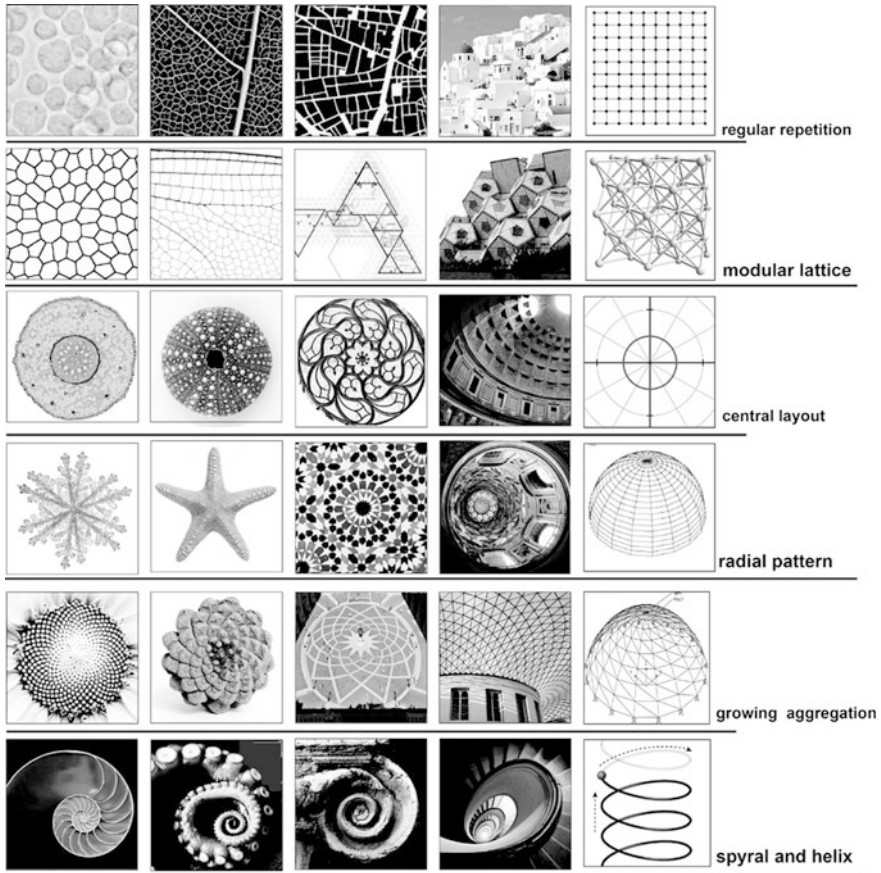 regular repetition
modular lattice
central layout
radial pattern
growing aggregation
spyral and helix